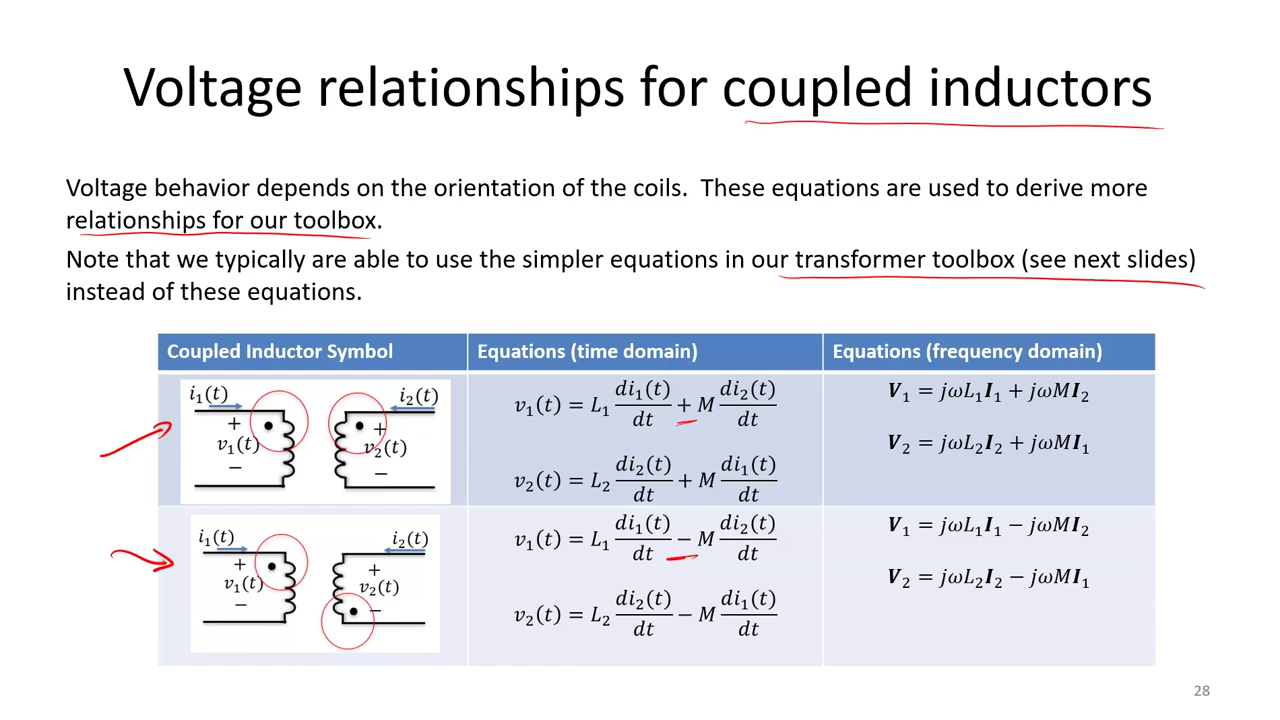 Voltage relationships for coupled inductors
Voltage behavior depends on the orientation of the coils. These equations are used to derive more
relationships for our toolbox.
Note that we typically are able to use the simpler equations in our transformer toolbox (see next slides)
instead of these equations.
Coupled Inductor Symbol Equations (time domain) Equations (frequency domain)
i₁(t) i₂(t)
+ +
v₁(t) v₂(t)
− −
v₁(t) = L₁ di₁(t)/dt + M di₂(t)/dt
v₂(t) = L₂ di₂(t)/dt + M di₁(t)/dt
V₁ = jωL₁I₁ + jωMI₂
V₂ = jωL₂I₂ + jωMI₁
i₁(t) i₂(t)
+ +
v₁(t) v₂(t)
− −
v₁(t) = L₁ di₁(t)/dt − M di₂(t)/dt
v₂(t) = L₂ di₂(t)/dt − M di₁(t)/dt
V₁ = jωL₁I₁ − jωMI₂
V₂ = jωL₂I₂ − jωMI₁
28